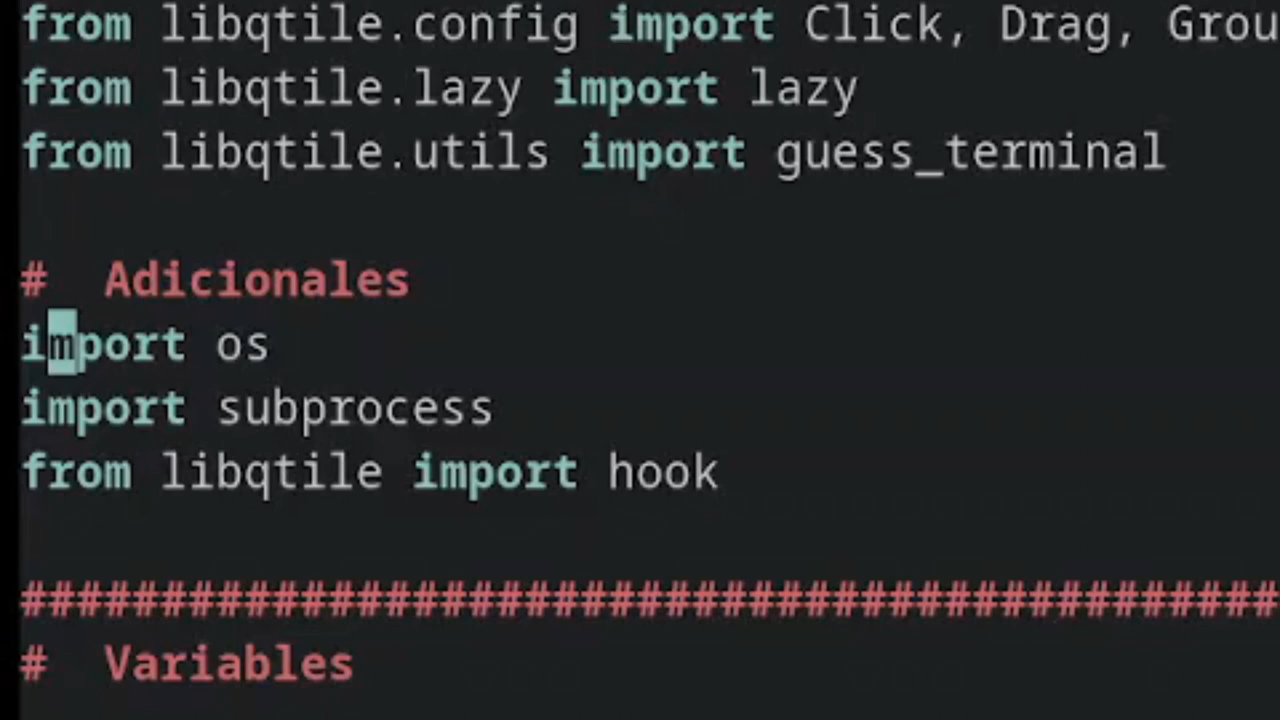 from libqtile.config import Click, Drag, Grou
from libqtile.lazy import lazy
from libqtile.utils import guess_terminal
#  Adicionales
import os
import subprocess
from libqtile import hook
#############################################
#  Variables